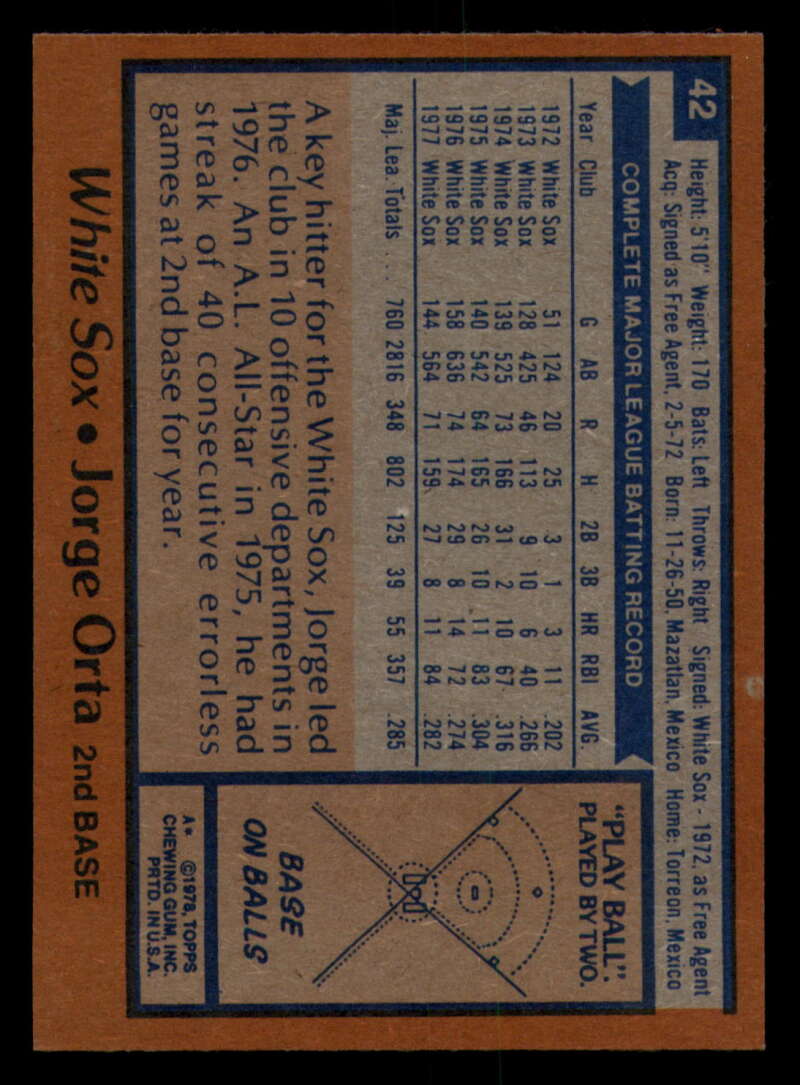 42
Height: 5'10" Weight: 170 Bats: Left Throws: Right Signed: White Sox - 1972, as Free Agent
Acq: Signed as Free Agent, 2-5-72 Born: 11-26-50, Mazatlan, Mexico Home: Torreon, Mexico
COMPLETE MAJOR LEAGUE BATTING RECORD
Year Club G AB R H 2B 3B HR RBI AVG.
1972 White Sox 51 124 20 25 3 1 3 11 .202
1973 White Sox 128 425 46 113 9 10 6 40 .266
1974 White Sox 139 525 73 166 31 2 10 67 .316
1975 White Sox 140 542 64 165 26 10 11 83 .304
1976 White Sox 158 636 74 174 29 8 14 72 .274
1977 White Sox 144 564 71 159 27 8 11 84 .282
Maj. Lea. Totals .... 760 2816 348 802 125 39 55 357 .285
A key hitter for the White Sox, Jorge led
the club in 10 offensive departments in
1976. An A.L. All-Star in 1975, he had
streak of 40 consecutive errorless
games at 2nd base for year.
"PLAY BALL":
PLAYED BY TWO.
BASE
ON BALLS
A* ©1978, TOPPS
CHEWING GUM, INC.
PRTD. IN U.S.A.
White Sox • Jorge Orta 2nd BASE